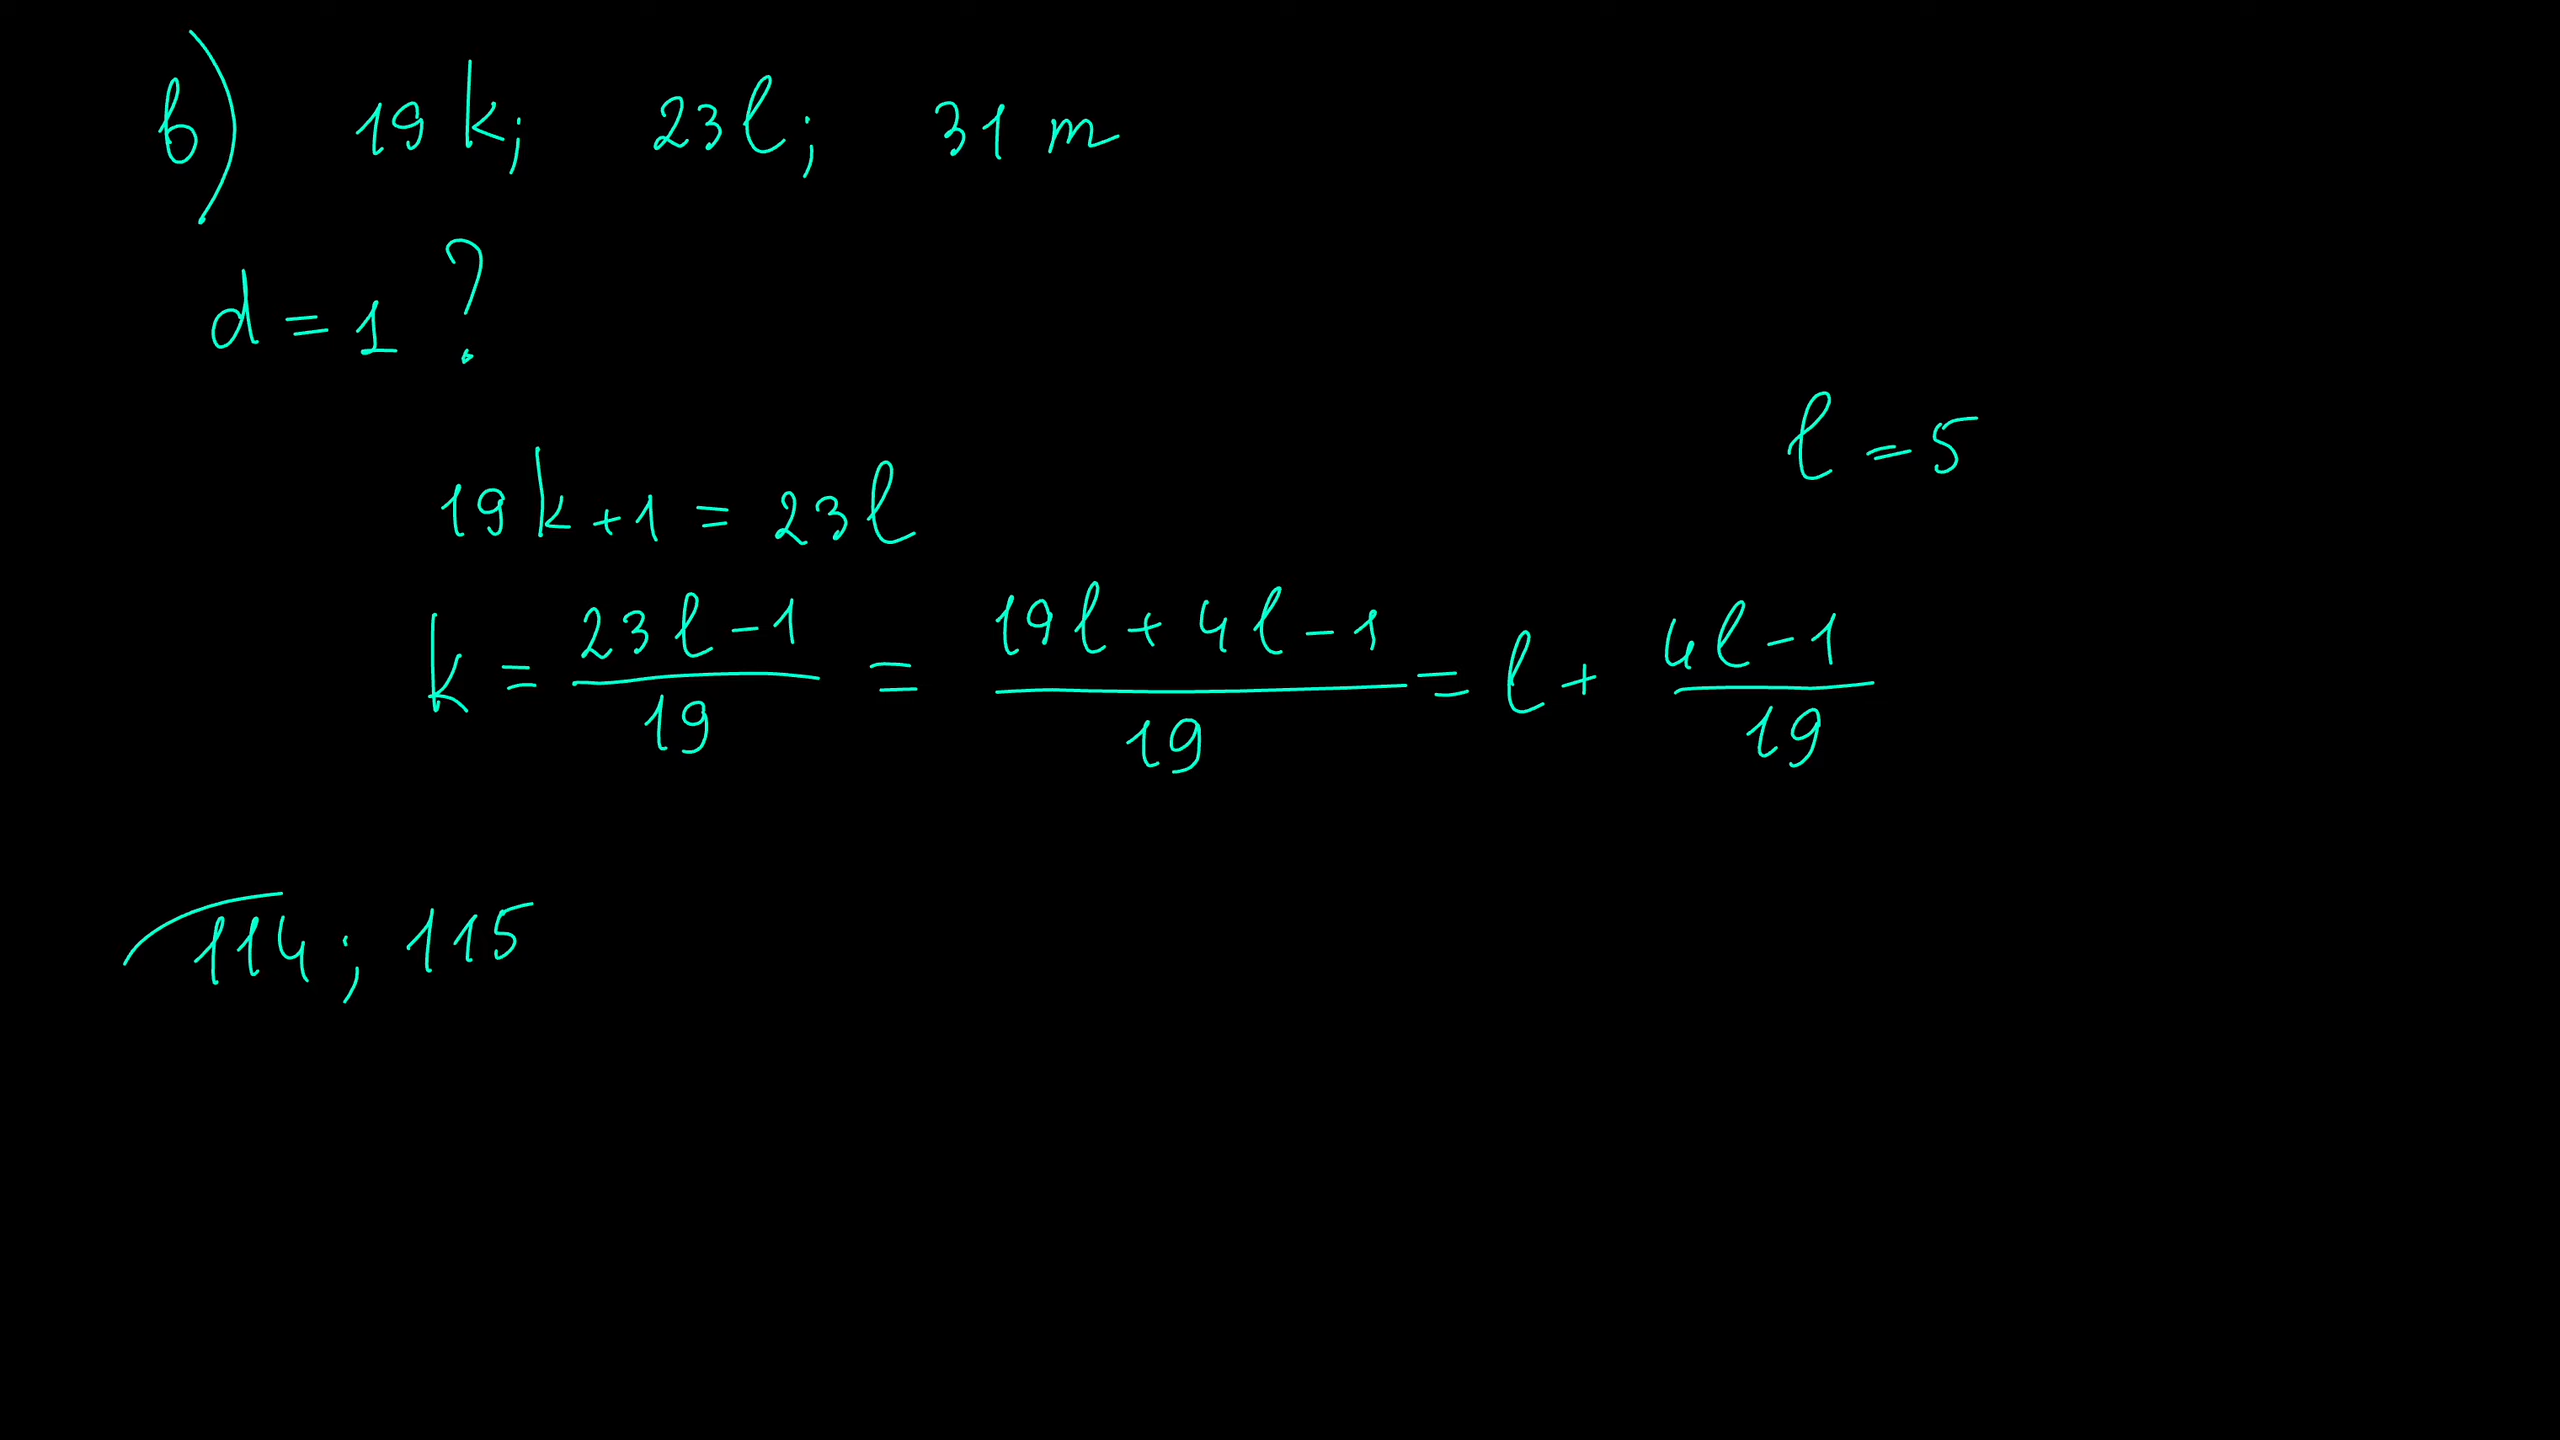 в) 19k; 23l; 31m
d = 1 ?
l = 5
19k + 1 = 23l
k = (23l - 1)/19 = (19l + 4l - 1)/19 = l + (4l - 1)/19
114; 115